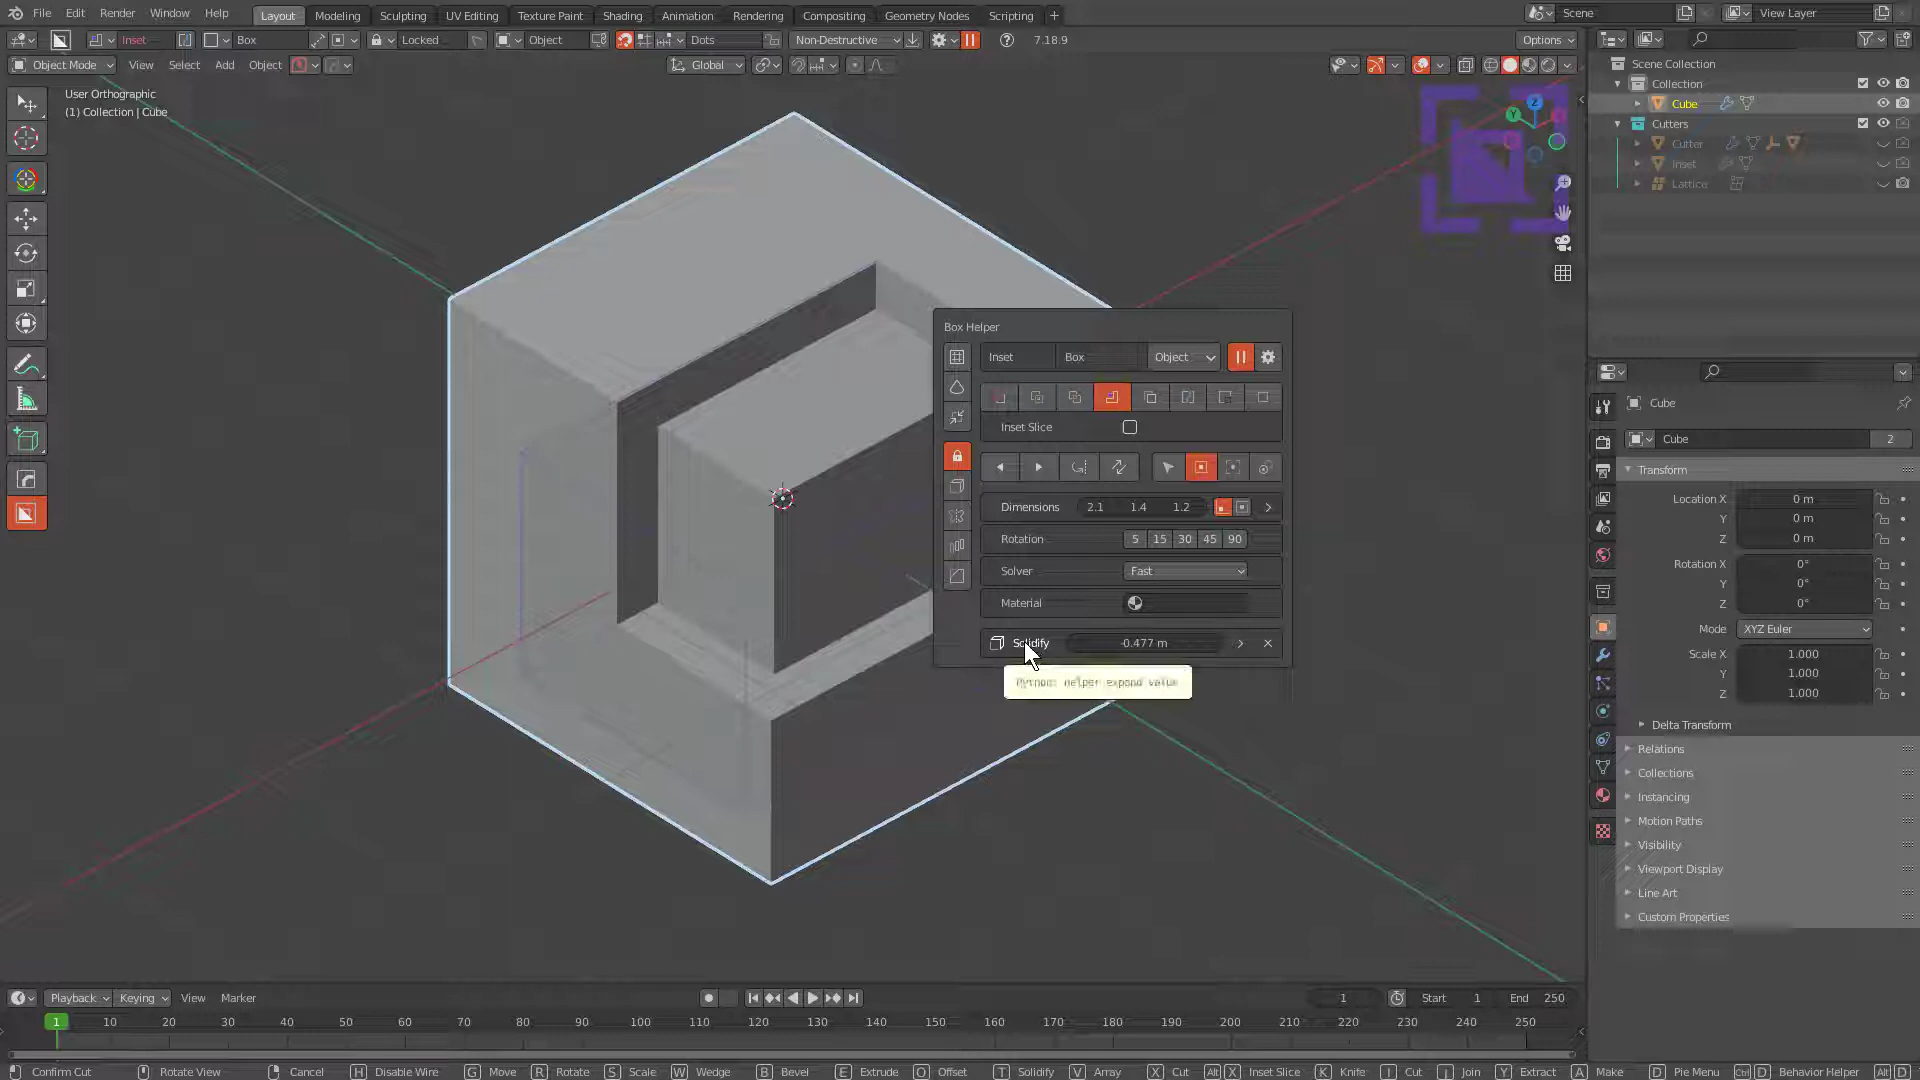 File Edit Render Window Help Layout Modeling Sculpting UV Editing Texture Paint Shading Animation Rendering Compositing Geometry Nodes Scripting + Scene View Layer
Inset Box Locked Object Dots Non-Destructive 7.18.9 Options
Object Mode View Select Add Object Global
User Orthographic
(1) Collection | Cube
Scene Collection
Collection
Cube
Cutters
Cutter
Inset
Lattice
Z
Y
Box Helper
Inset Box Object
Inset Slice
Dimensions 2.1 1.4 1.2
Rotation 5 15 30 45 90
Solver Fast
Material
Solidify -0.477 m
Python: helper expand value
Cube
Cube 2
Transform
Location X 0 m
Y 0 m
Z 0 m
Rotation X 0°
Y 0°
Z 0°
Mode XYZ Euler
Scale X 1.000
Y 1.000
Z 1.000
Delta Transform
Relations
Collections
Instancing
Motion Paths
Visibility
Viewport Display
Line Art
Custom Properties
Playback Keying View Marker 1 Start 1 End 250
1 10 20 30 40 50 60 70 80 90 100 110 120 130 140 150 160 170 180 190 200 210 220 230 240 250
Confirm Cut Rotate View Cancel H Disable Wire G Move R Rotate S Scale W Wedge B Bevel E Extrude O Offset T Solidify V Array X Cut Alt X Inset Slice K Knife I Cut J Join Y Extract A Make D Pie Menu Ctrl D Behavior Helper Alt D